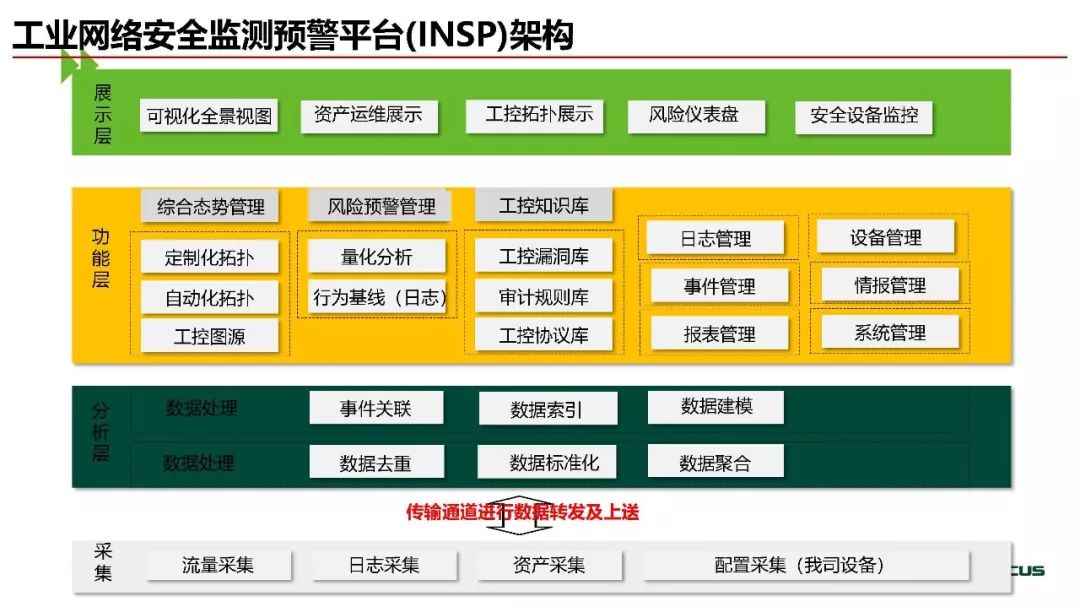 工业网络安全监测预警平台(INSP)架构
展示层
可视化全景视图
资产运维展示
工控拓扑展示
风险仪表盘
安全设备监控
功能层
综合态势管理
风险预警管理
工控知识库
定制化拓扑
自动化拓扑
工控图源
量化分析
行为基线（日志）
工控漏洞库
审计规则库
工控协议库
日志管理
事件管理
报表管理
设备管理
情报管理
系统管理
分析层
数据处理
事件关联
数据索引
数据建模
数据处理
数据去重
数据标准化
数据聚合
传输通道进行数据转发及上送
采集
流量采集
日志采集
资产采集
配置采集（我司设备）
CUS